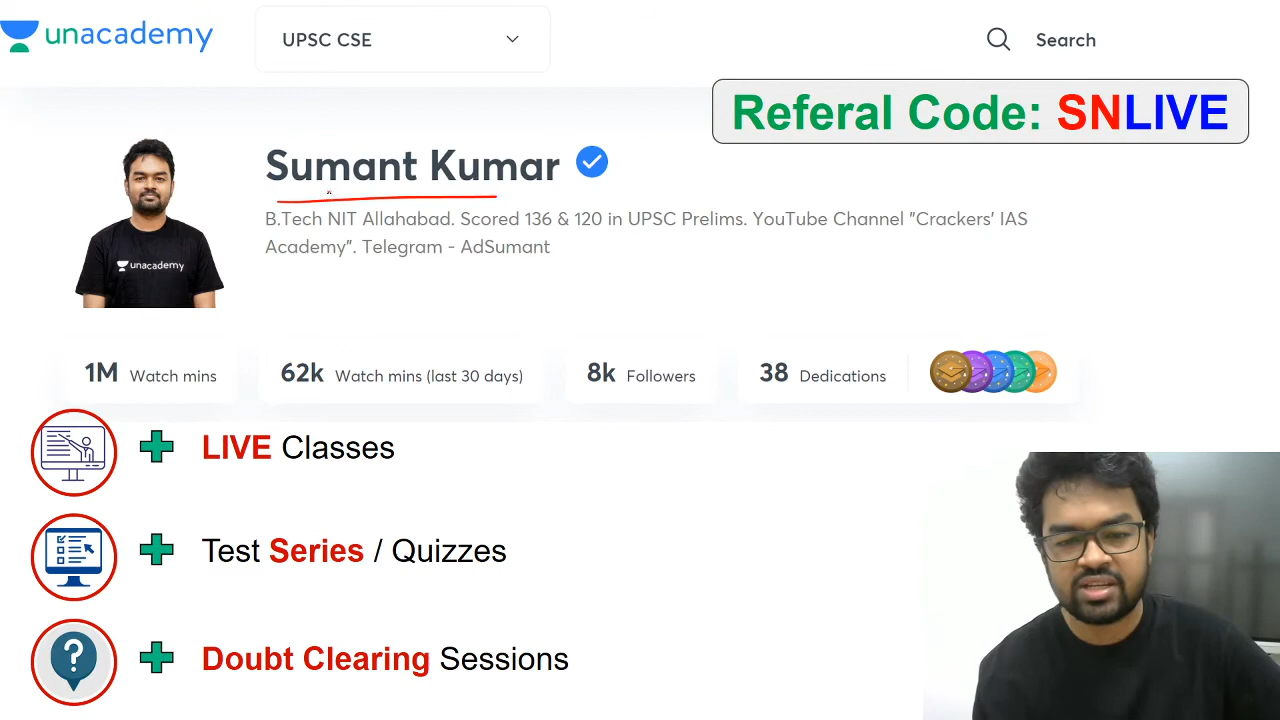 unacademy
UPSC CSE
Search
Referal Code: SNLIVE
Sumant Kumar
B.Tech NIT Allahabad. Scored 136 & 120 in UPSC Prelims. YouTube Channel "Crackers' IAS
Academy". Telegram - AdSumant
unacademy
1M Watch mins
62k Watch mins (last 30 days)
8k Followers
38 Dedications
LIVE Classes
Test Series / Quizzes
Doubt Clearing Sessions